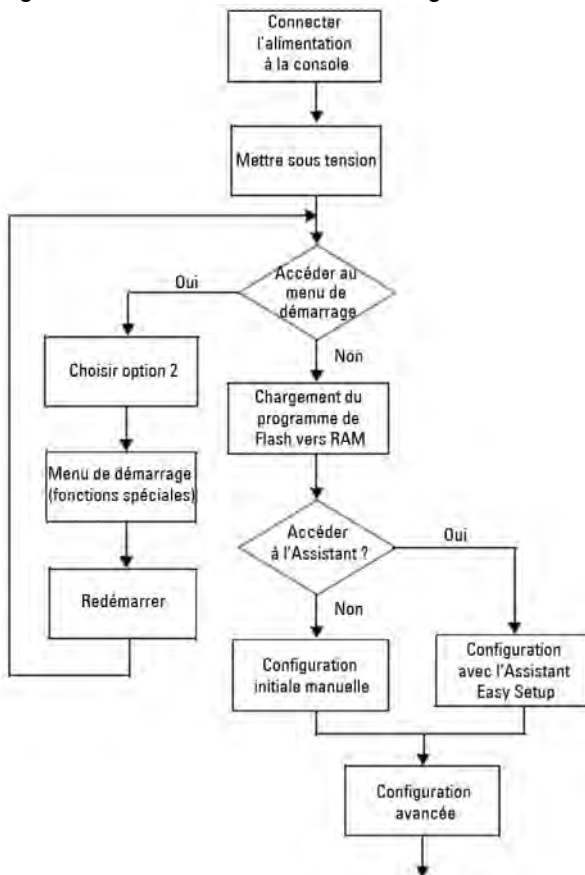 Connecter
l'alimentation
à la console
Mettre sous tension
Accéder au
menu de
démarrage
Oui
Non
Choisir option 2
Chargement du
programme de
Flash vers RAM
Menu de démarrage
(fonctions spéciales)
Accéder
à l'Assistant ?
Oui
Non
Redémarrer
Configuration
initiale manuelle
Configuration
avec l'Assistant
Easy Setup
Configuration
avancée